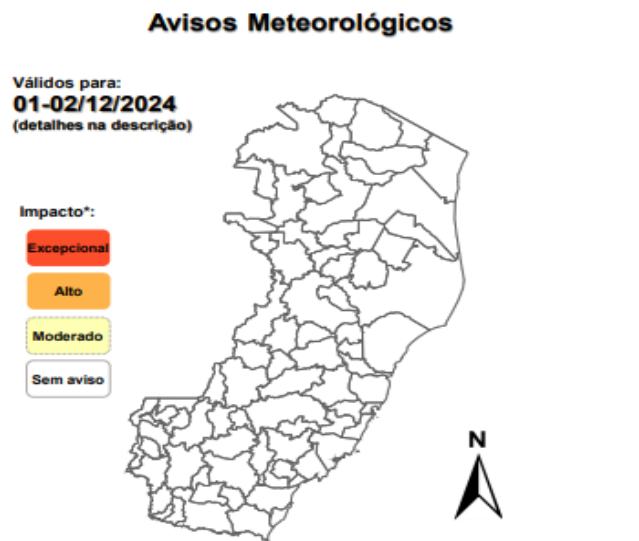 Avisos Meteorológicos
Válidos para:
01-02/12/2024
(detalhes na descrição)
Impacto*:
Excepcional
Alto
Moderado
Sem aviso
N